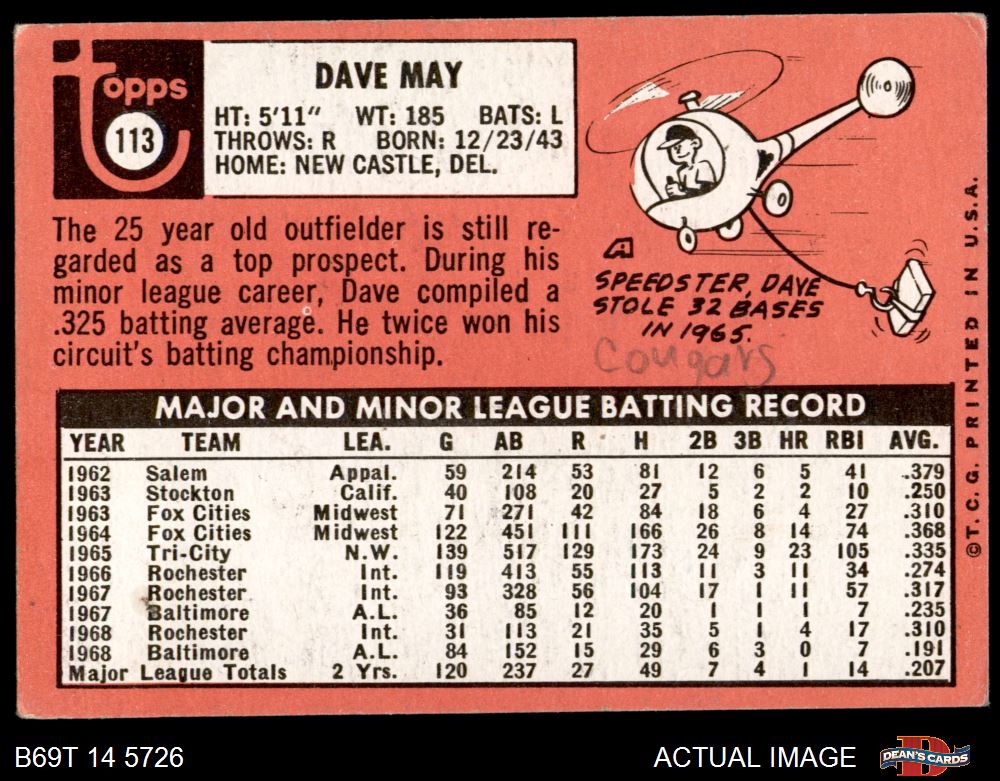 Topps
113
DAVE MAY
HT: 5'11" WT: 185 BATS: L
THROWS: R BORN: 12/23/43
HOME: NEW CASTLE, DEL.
The 25 year old outfielder is still re-
garded as a top prospect. During his
minor league career, Dave compiled a
.325 batting average. He twice won his
circuit's batting championship.
A
SPEEDSTER, DAVE
STOLE 32 BASES
IN 1965.
Cougars
©T.C.G. PRINTED IN U.S.A.
MAJOR AND MINOR LEAGUE BATTING RECORD
YEAR TEAM LEA. G AB R H 2B 3B HR RBI AVG.
1962 Salem Appal. 59 214 53 81 12 6 5 41 .379
1963 Stockton Calif. 40 108 20 27 5 2 2 10 .250
1963 Fox Cities Midwest 71 271 42 84 18 6 4 27 .310
1964 Fox Cities Midwest 122 451 111 166 26 8 14 74 .368
1965 Tri-City N.W. 139 517 129 173 24 9 23 105 .335
1966 Rochester Int. 119 413 55 113 11 3 11 34 .274
1967 Rochester Int. 93 328 56 104 17 1 11 57 .317
1967 Baltimore A.L. 36 85 12 20 1 1 1 7 .235
1968 Rochester Int. 31 113 21 35 5 1 4 17 .310
1968 Baltimore A.L. 84 152 15 29 6 3 0 7 .191
Major League Totals 2 Yrs. 120 237 27 49 7 4 1 14 .207
B69T 14 5726
ACTUAL IMAGE
DEAN'S CARDS